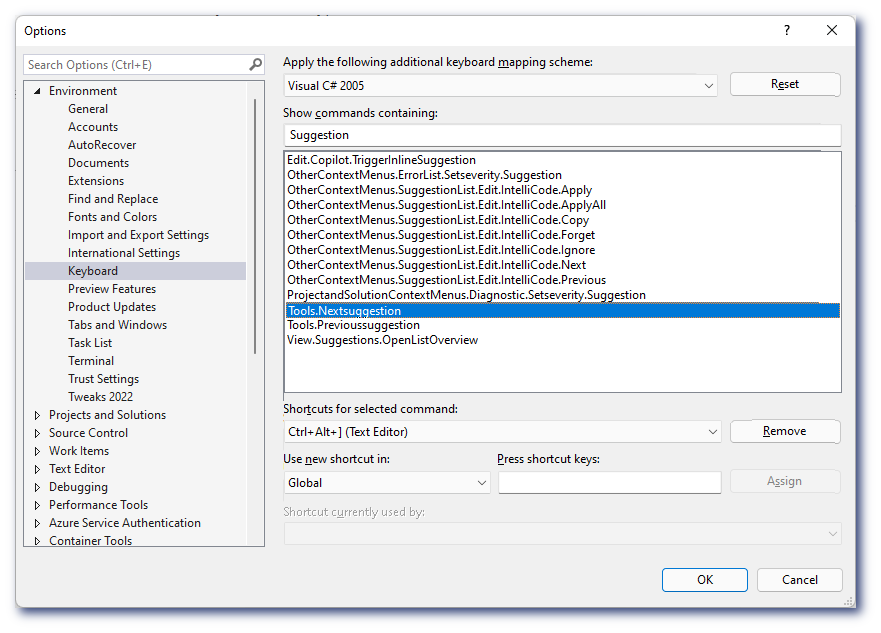 Options
?
Search Options (Ctrl+E)
Environment
General
Accounts
AutoRecover
Documents
Extensions
Find and Replace
Fonts and Colors
Import and Export Settings
International Settings
Keyboard
Preview Features
Product Updates
Tabs and Windows
Task List
Terminal
Trust Settings
Tweaks 2022
Projects and Solutions
Source Control
Work Items
Text Editor
Debugging
Performance Tools
Azure Service Authentication
Container Tools
Apply the following additional keyboard mapping scheme:
Visual C# 2005
Reset
Show commands containing:
Suggestion
Edit.Copilot.TriggerInlineSuggestion
OtherContextMenus.ErrorList.Setseverity.Suggestion
OtherContextMenus.SuggestionList.Edit.IntelliCode.Apply
OtherContextMenus.SuggestionList.Edit.IntelliCode.ApplyAll
OtherContextMenus.SuggestionList.Edit.IntelliCode.Copy
OtherContextMenus.SuggestionList.Edit.IntelliCode.Forget
OtherContextMenus.SuggestionList.Edit.IntelliCode.Ignore
OtherContextMenus.SuggestionList.Edit.IntelliCode.Next
OtherContextMenus.SuggestionList.Edit.IntelliCode.Previous
ProjectandSolutionContextMenus.Diagnostic.Setseverity.Suggestion
Tools.Nextsuggestion
Tools.Previoussuggestion
View.Suggestions.OpenListOverview
Shortcuts for selected command:
Ctrl+Alt+] (Text Editor)
Remove
Use new shortcut in:
Press shortcut keys:
Global
Assign
Shortcut currently used by:
OK
Cancel